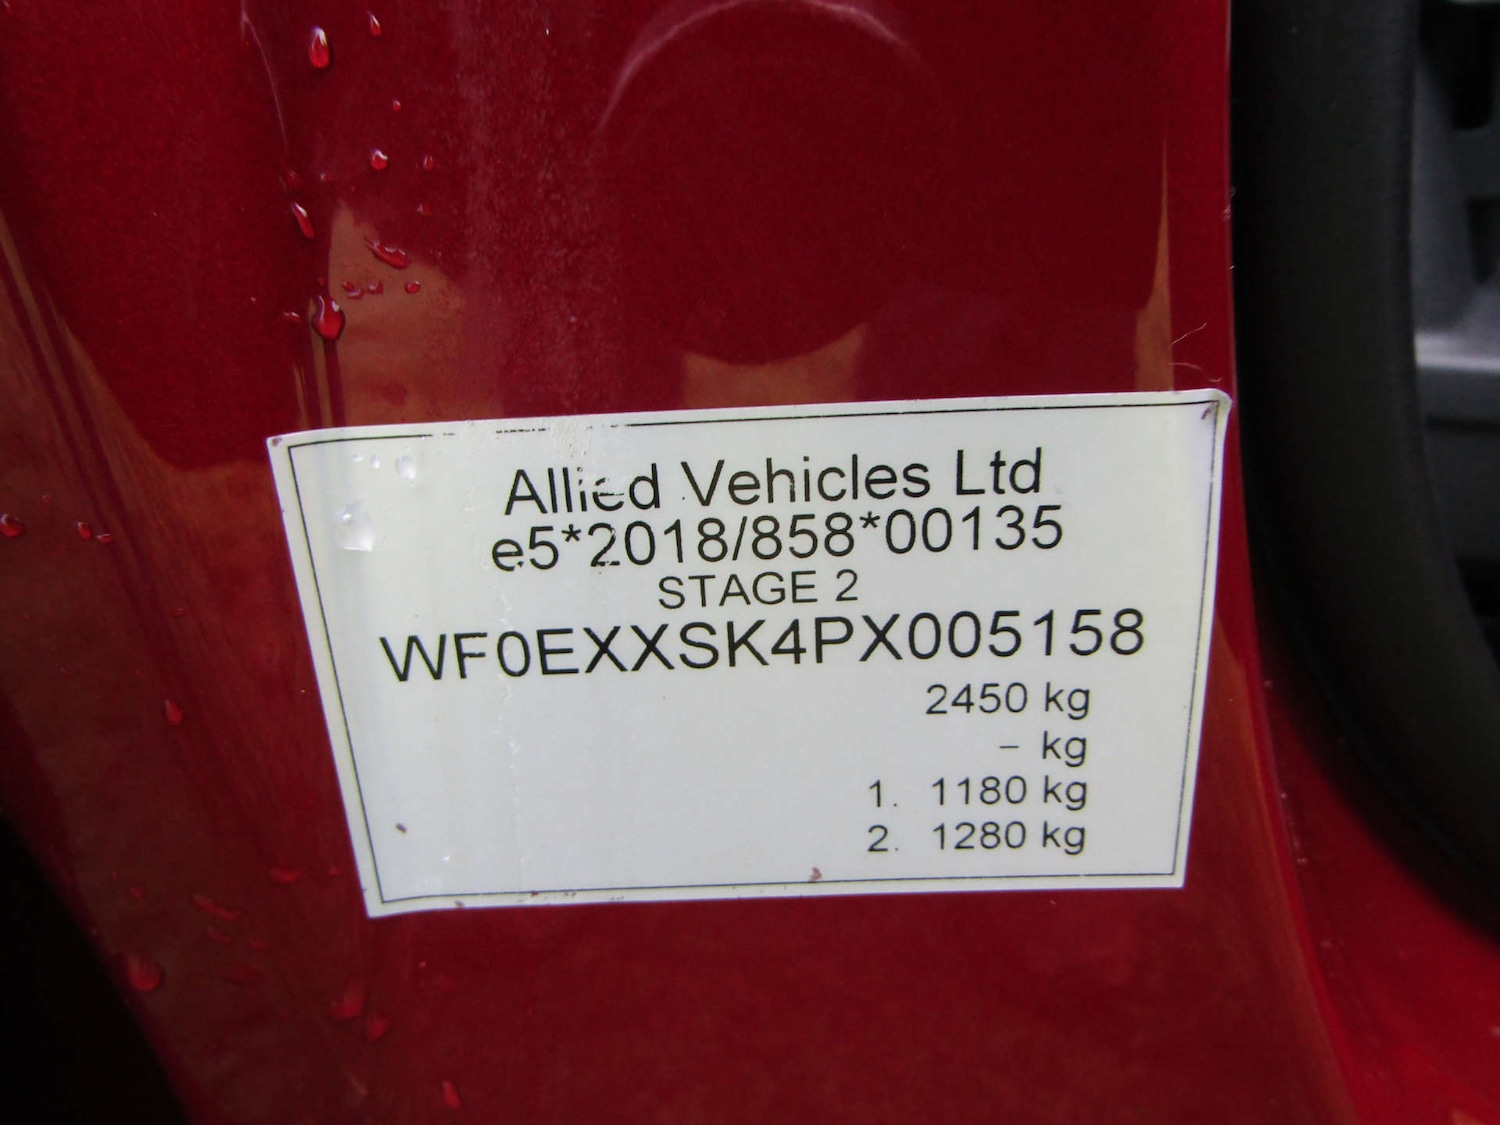 Allied Vehicles Ltd
e5*2018/858*00135
STAGE 2
WF0EXXSK4PX005158
2450 kg
– kg
1. 1180 kg
2. 1280 kg